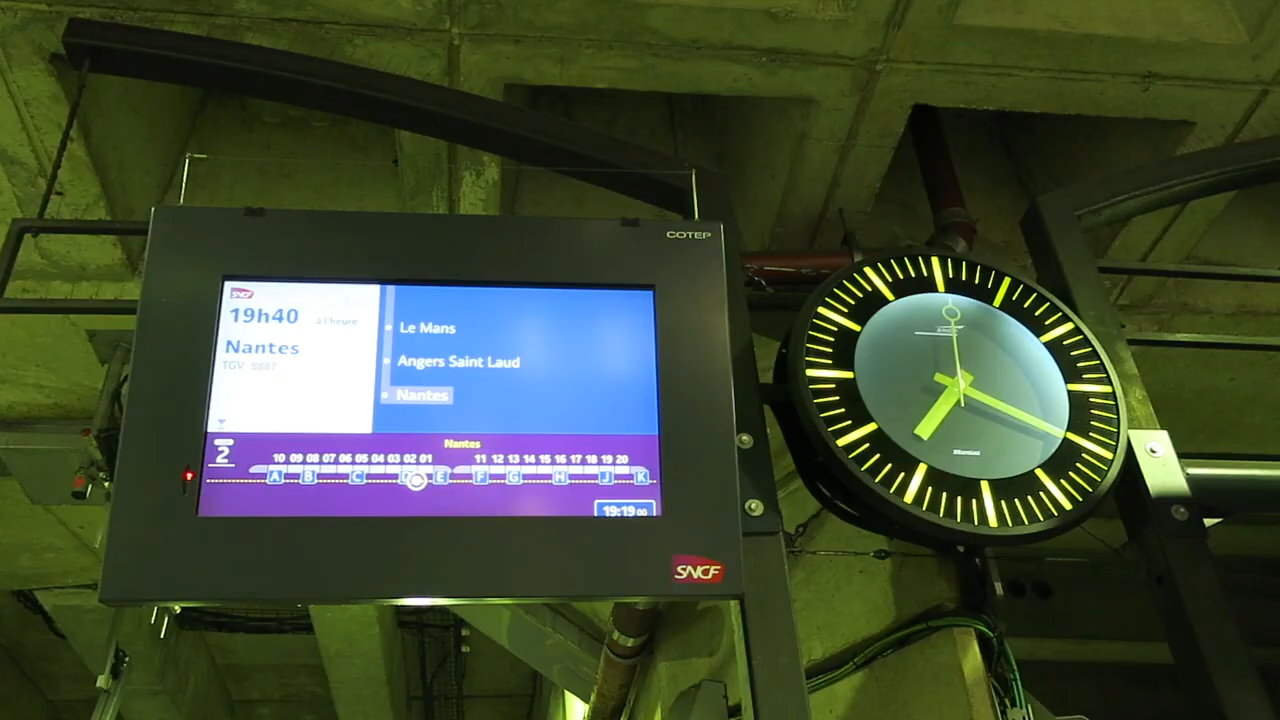 COTEP
SNCF
19h40 à l'heure
Nantes
TGV 8887
Le Mans
Angers Saint Laud
Nantes
2
Nantes
10 09 08 07 06 05 04 03 02 01 11 12 13 14 15 16 17 18 19 20
A B C D E F G H I J K
19:19 00
SNCF
SNCF